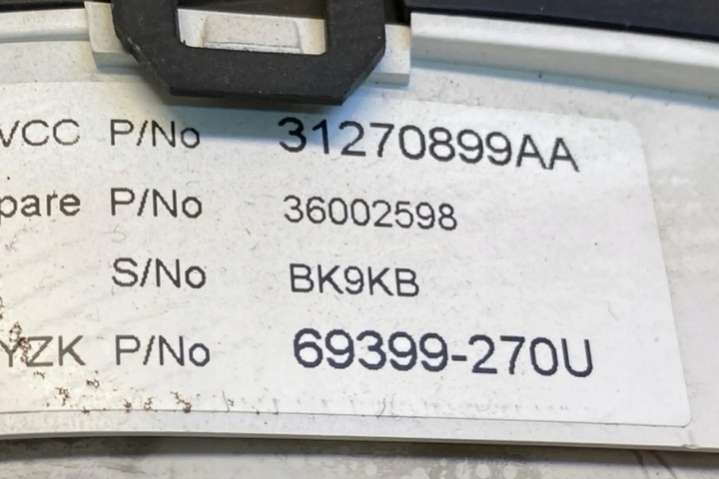 VCC P/No 31270899AA
pare P/No 36002598
S/No BK9KB
YZK P/No 69399-270U